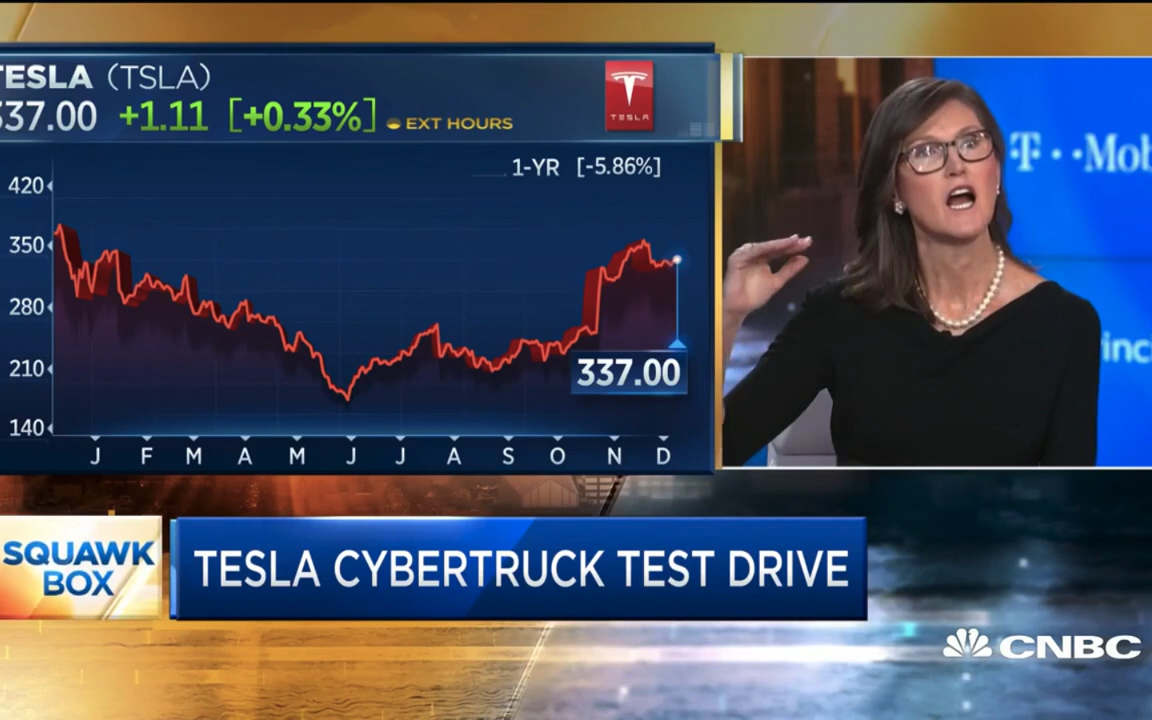 TESLA (TSLA)
337.00 +1.11 [+0.33%] EXT HOURS
TESLA
1-YR [-5.86%]
420
350
280
210
140
337.00
J F M A M J J A S O N D
T Mob
inc
SQUAWK
BOX
TESLA CYBERTRUCK TEST DRIVE
CNBC